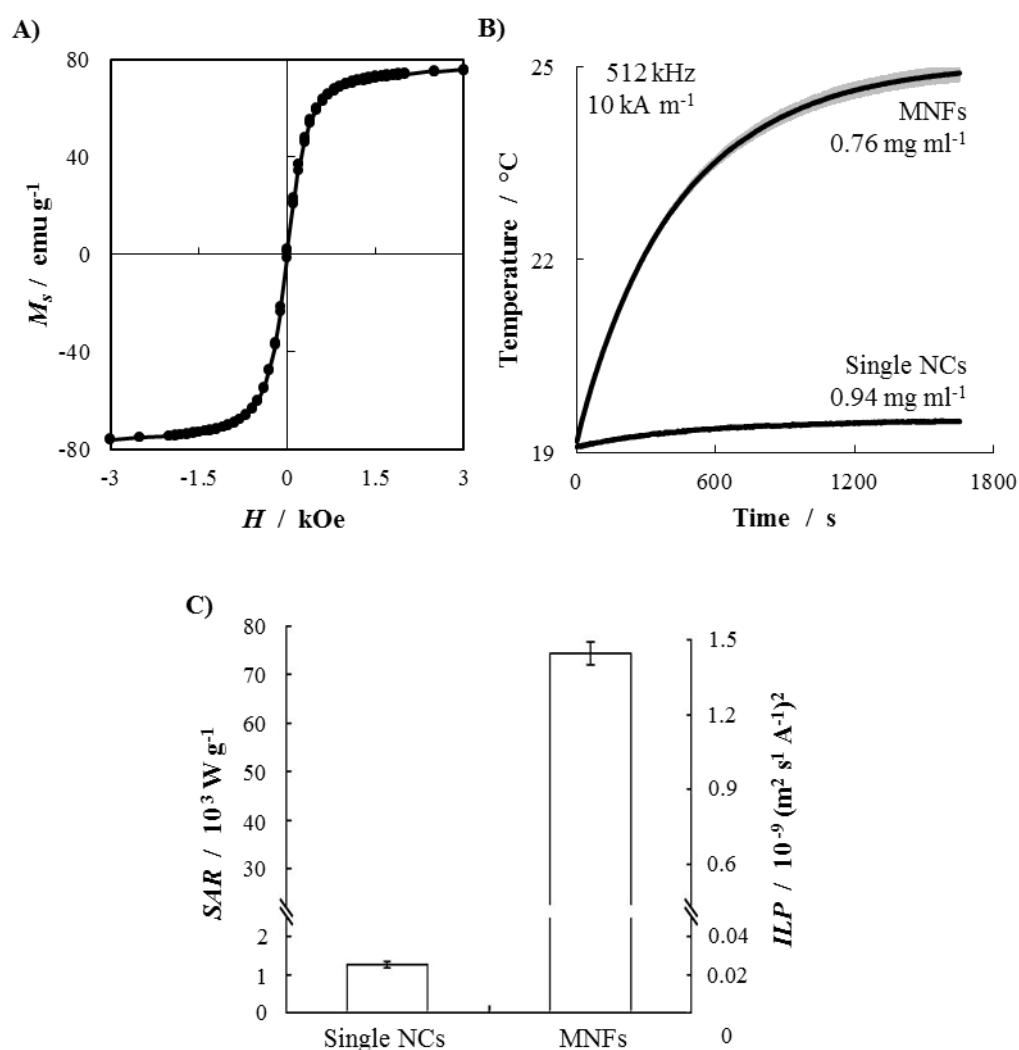 A)
80
40
0
-40
-80
-3
-1.5
0
1.5
3
Mₛ / emu g⁻¹
H / kOe
B)
25
22
19
0
600
1200
1800
512 kHz
10 kA m⁻¹
MNFs
0.76 mg ml⁻¹
Single NCs
0.94 mg ml⁻¹
Temperature / °C
Time / s
C)
80
70
60
50
40
30
2
1
0
SAR / 10³ W g⁻¹
1.5
1.2
0.9
0.6
0.04
0.02
0
ILP / 10⁻⁹ (m² s¹ A⁻¹)²
Single NCs
MNFs